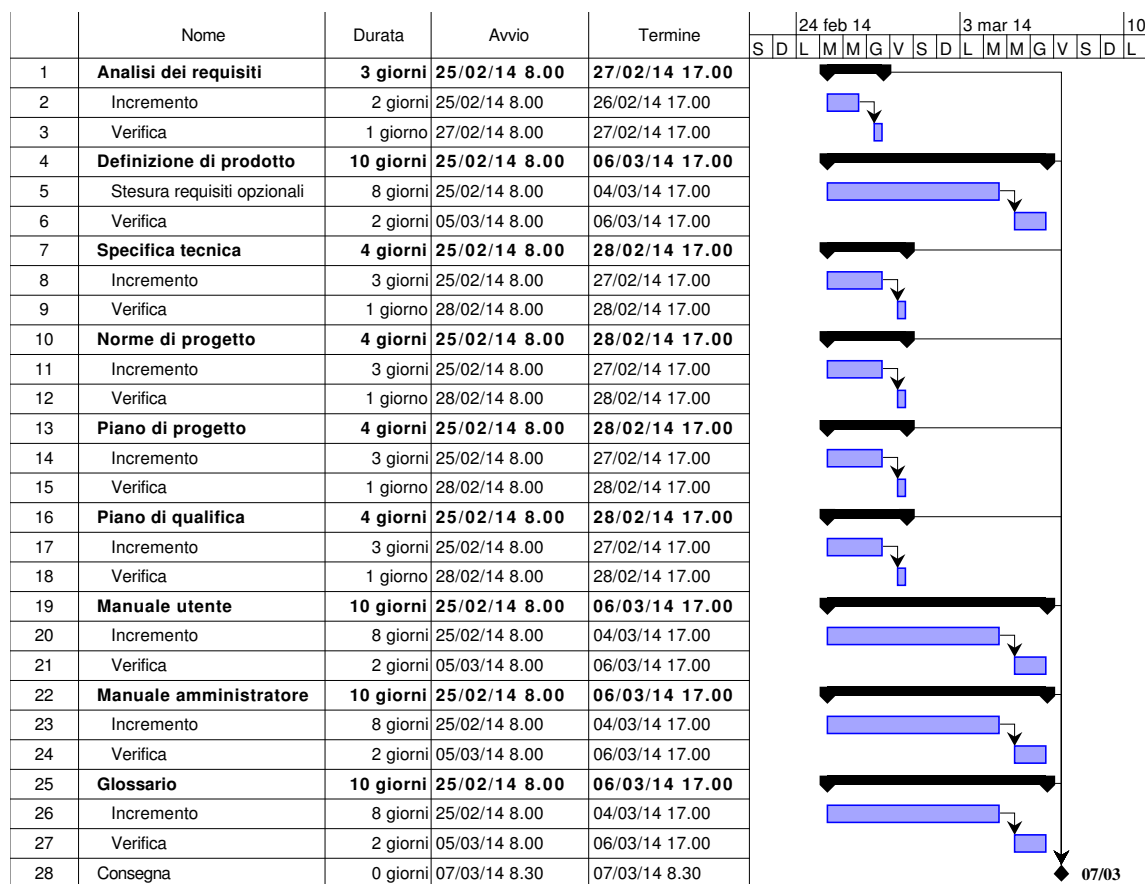 24 feb 14 3 mar 14 10
Nome Durata Avvio Termine
S D L M M G V S D L M M G V S D L
1 Analisi dei requisiti 3 giorni 25/02/14 8.00 27/02/14 17.00
2 Incremento 2 giorni 25/02/14 8.00 26/02/14 17.00
3 Verifica 1 giorno 27/02/14 8.00 27/02/14 17.00
4 Definizione di prodotto 10 giorni 25/02/14 8.00 06/03/14 17.00
5 Stesura requisiti opzionali 8 giorni 25/02/14 8.00 04/03/14 17.00
6 Verifica 2 giorni 05/03/14 8.00 06/03/14 17.00
7 Specifica tecnica 4 giorni 25/02/14 8.00 28/02/14 17.00
8 Incremento 3 giorni 25/02/14 8.00 27/02/14 17.00
9 Verifica 1 giorno 28/02/14 8.00 28/02/14 17.00
10 Norme di progetto 4 giorni 25/02/14 8.00 28/02/14 17.00
11 Incremento 3 giorni 25/02/14 8.00 27/02/14 17.00
12 Verifica 1 giorno 28/02/14 8.00 28/02/14 17.00
13 Piano di progetto 4 giorni 25/02/14 8.00 28/02/14 17.00
14 Incremento 3 giorni 25/02/14 8.00 27/02/14 17.00
15 Verifica 1 giorno 28/02/14 8.00 28/02/14 17.00
16 Piano di qualifica 4 giorni 25/02/14 8.00 28/02/14 17.00
17 Incremento 3 giorni 25/02/14 8.00 27/02/14 17.00
18 Verifica 1 giorno 28/02/14 8.00 28/02/14 17.00
19 Manuale utente 10 giorni 25/02/14 8.00 06/03/14 17.00
20 Incremento 8 giorni 25/02/14 8.00 04/03/14 17.00
21 Verifica 2 giorni 05/03/14 8.00 06/03/14 17.00
22 Manuale amministratore 10 giorni 25/02/14 8.00 06/03/14 17.00
23 Incremento 8 giorni 25/02/14 8.00 04/03/14 17.00
24 Verifica 2 giorni 05/03/14 8.00 06/03/14 17.00
25 Glossario 10 giorni 25/02/14 8.00 06/03/14 17.00
26 Incremento 8 giorni 25/02/14 8.00 04/03/14 17.00
27 Verifica 2 giorni 05/03/14 8.00 06/03/14 17.00
28 Consegna 0 giorni 07/03/14 8.30 07/03/14 8.30 07/03